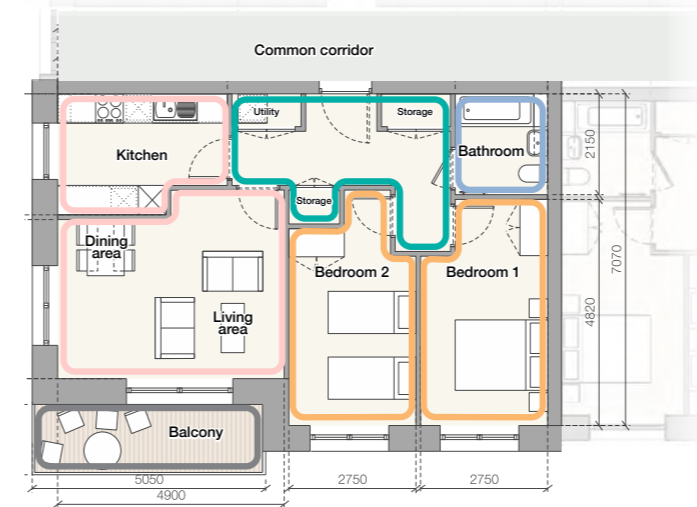 Common corridor
Utility
Storage
Kitchen
Bathroom
2150
Storage
Dining
area
Bedroom 2
Bedroom 1
7070
4820
Living
area
Balcony
5050
2750
2750
4900